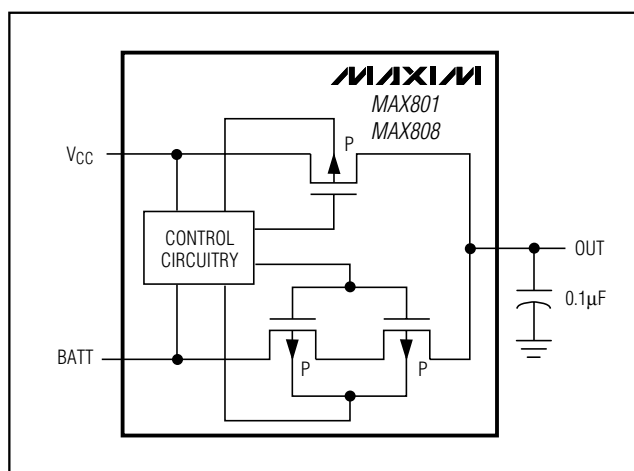 MAXIM
MAX801
MAX808
VCC
P
CONTROL
CIRCUITRY
OUT
0.1µF
BATT
P
P